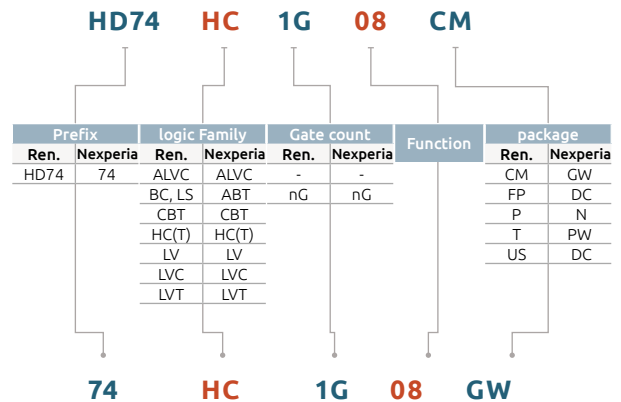 HD74 HC 1G 08 CM
Prefix logic Family Gate count Function package
Ren. Nexperia Ren. Nexperia Ren. Nexperia Ren. Nexperia
HD74 74 ALVC ALVC - - CM GW
BC, LS ABT nG nG FP DC
CBT CBT P N
HC(T) HC(T) T PW
LV LV US DC
LVC LVC
LVT LVT
74 HC 1G 08 GW